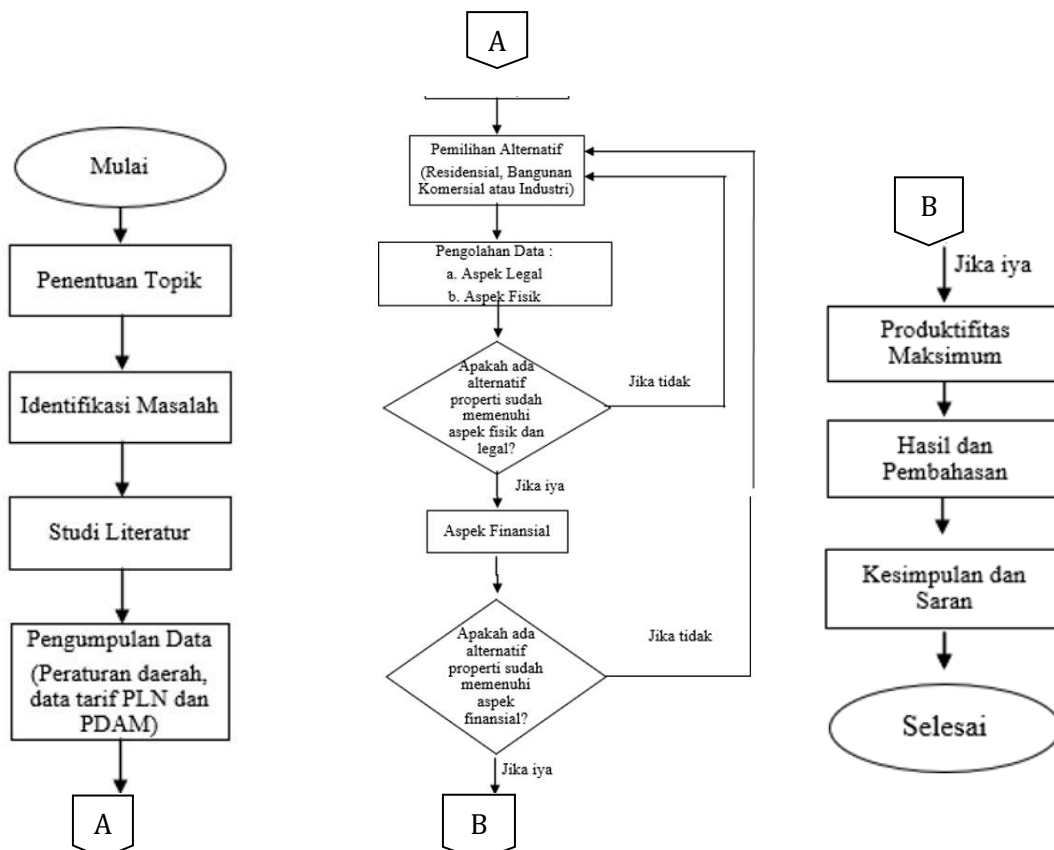 Mulai
Penentuan Topik
Identifikasi Masalah
Studi Literatur
Pengumpulan Data
(Peraturan daerah,
data tarif PLN dan
PDAM)
A
A
Pemilihan Alternatif
(Residensial, Bangunan
Komersial atau Industri)
Pengolahan Data :
a. Aspek Legal
b. Aspek Fisik
Apakah ada
alternatif
properti sudah
memenuhi
aspek fisik dan
legal?
Jika tidak
Jika iya
Aspek Finansial
Apakah ada
alternatif
properti sudah
memenuhi
aspek
finansial?
Jika tidak
Jika iya
B
B
Jika iya
Produktifitas
Maksimum
Hasil dan
Pembahasan
Kesimpulan dan
Saran
Selesai